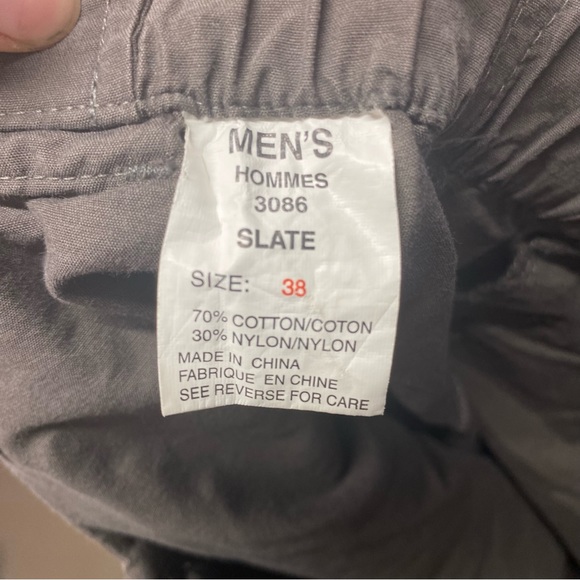 MEN'S
HOMMES
3086
SLATE
SIZE: 38
70% COTTON/COTON
30% NYLON/NYLON
MADE IN CHINA
FABRIQUE EN CHINE
SEE REVERSE FOR CARE